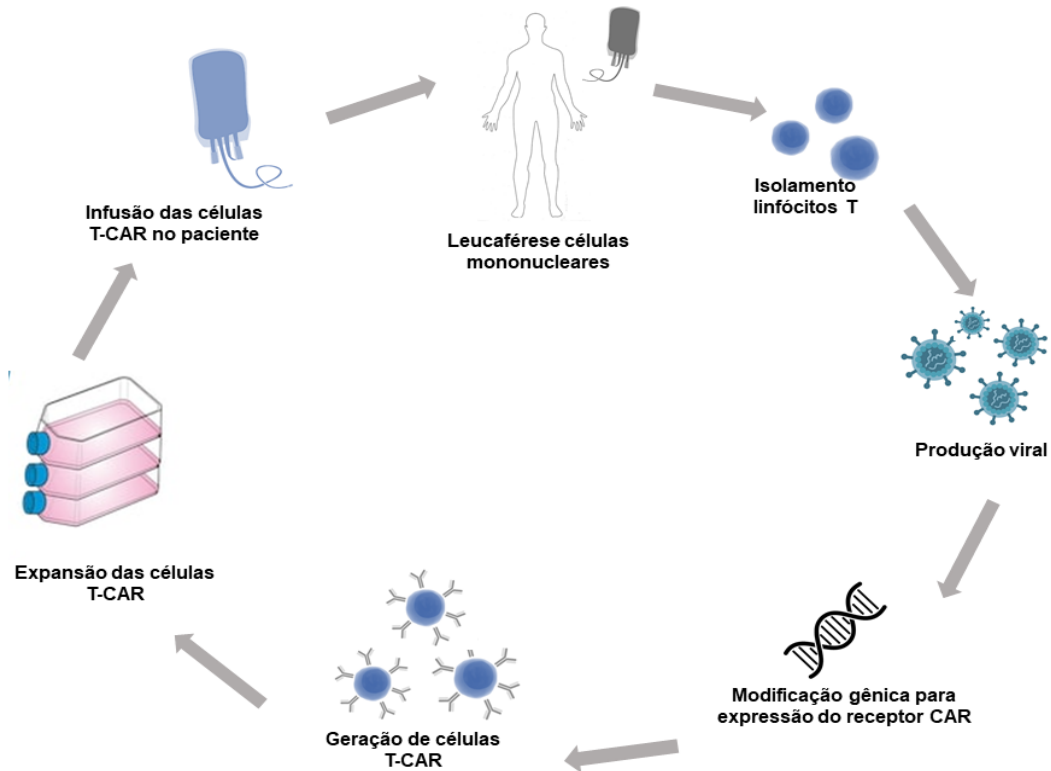 Leucaférese células
mononucleares
Isolamento
linfócitos T
Produção viral
Modificação gênica para
expressão do receptor CAR
Geração de células
T-CAR
Expansão das células
T-CAR
Infusão das células
T-CAR no paciente